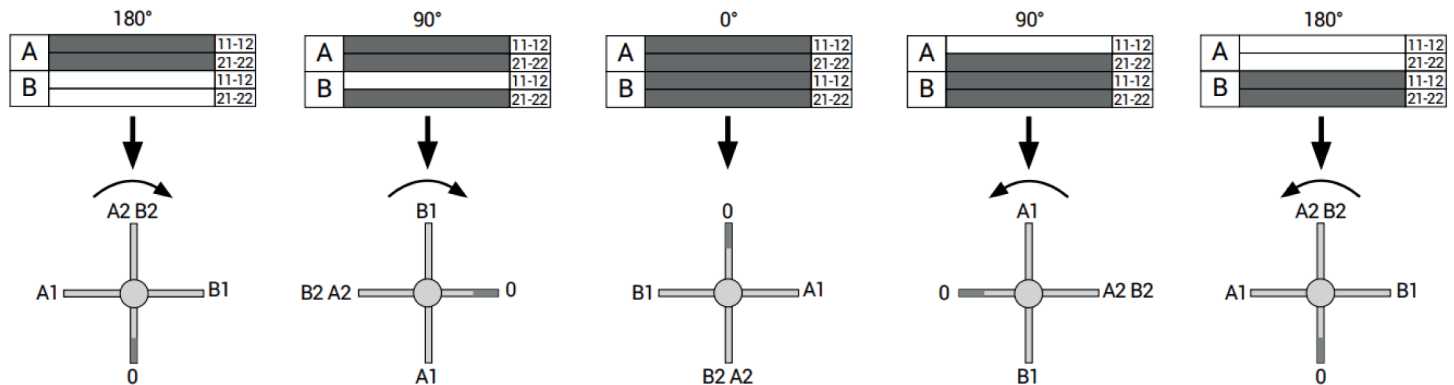 180° 90° 0° 90° 180°
A 11-12 A 11-12 A 11-12 A 11-12 A 11-12
21-22 21-22 21-22 21-22 21-22
B 11-12 B 11-12 B 11-12 B 11-12 B 11-12
21-22 21-22 21-22 21-22 21-22
A2 B2 B1 0 A1 A2 B2
A1 B1 B2 A2 0 B1 A1 0 A2 B2 A1 B1
0 A1 B2 A2 B1 0